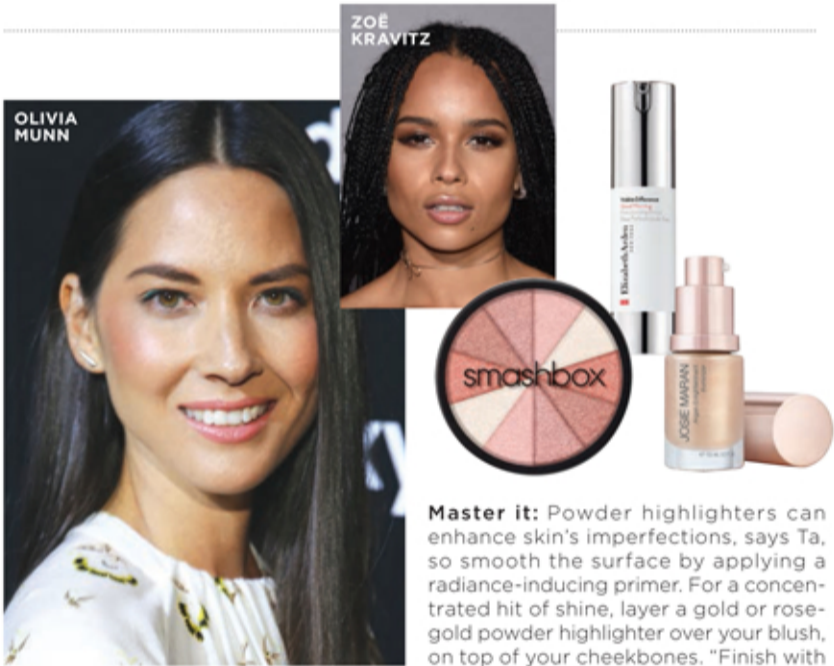 ZOË
KRAVITZ
OLIVIA
MUNN
Elizabeth Arden
smashbox
JOSIE MARAN
Master it: Powder highlighters can
enhance skin's imperfections, says Ta,
so smooth the surface by applying a
radiance-inducing primer. For a concen-
trated hit of shine, layer a gold or rose-
gold powder highlighter over your blush,
on top of your cheekbones. "Finish with